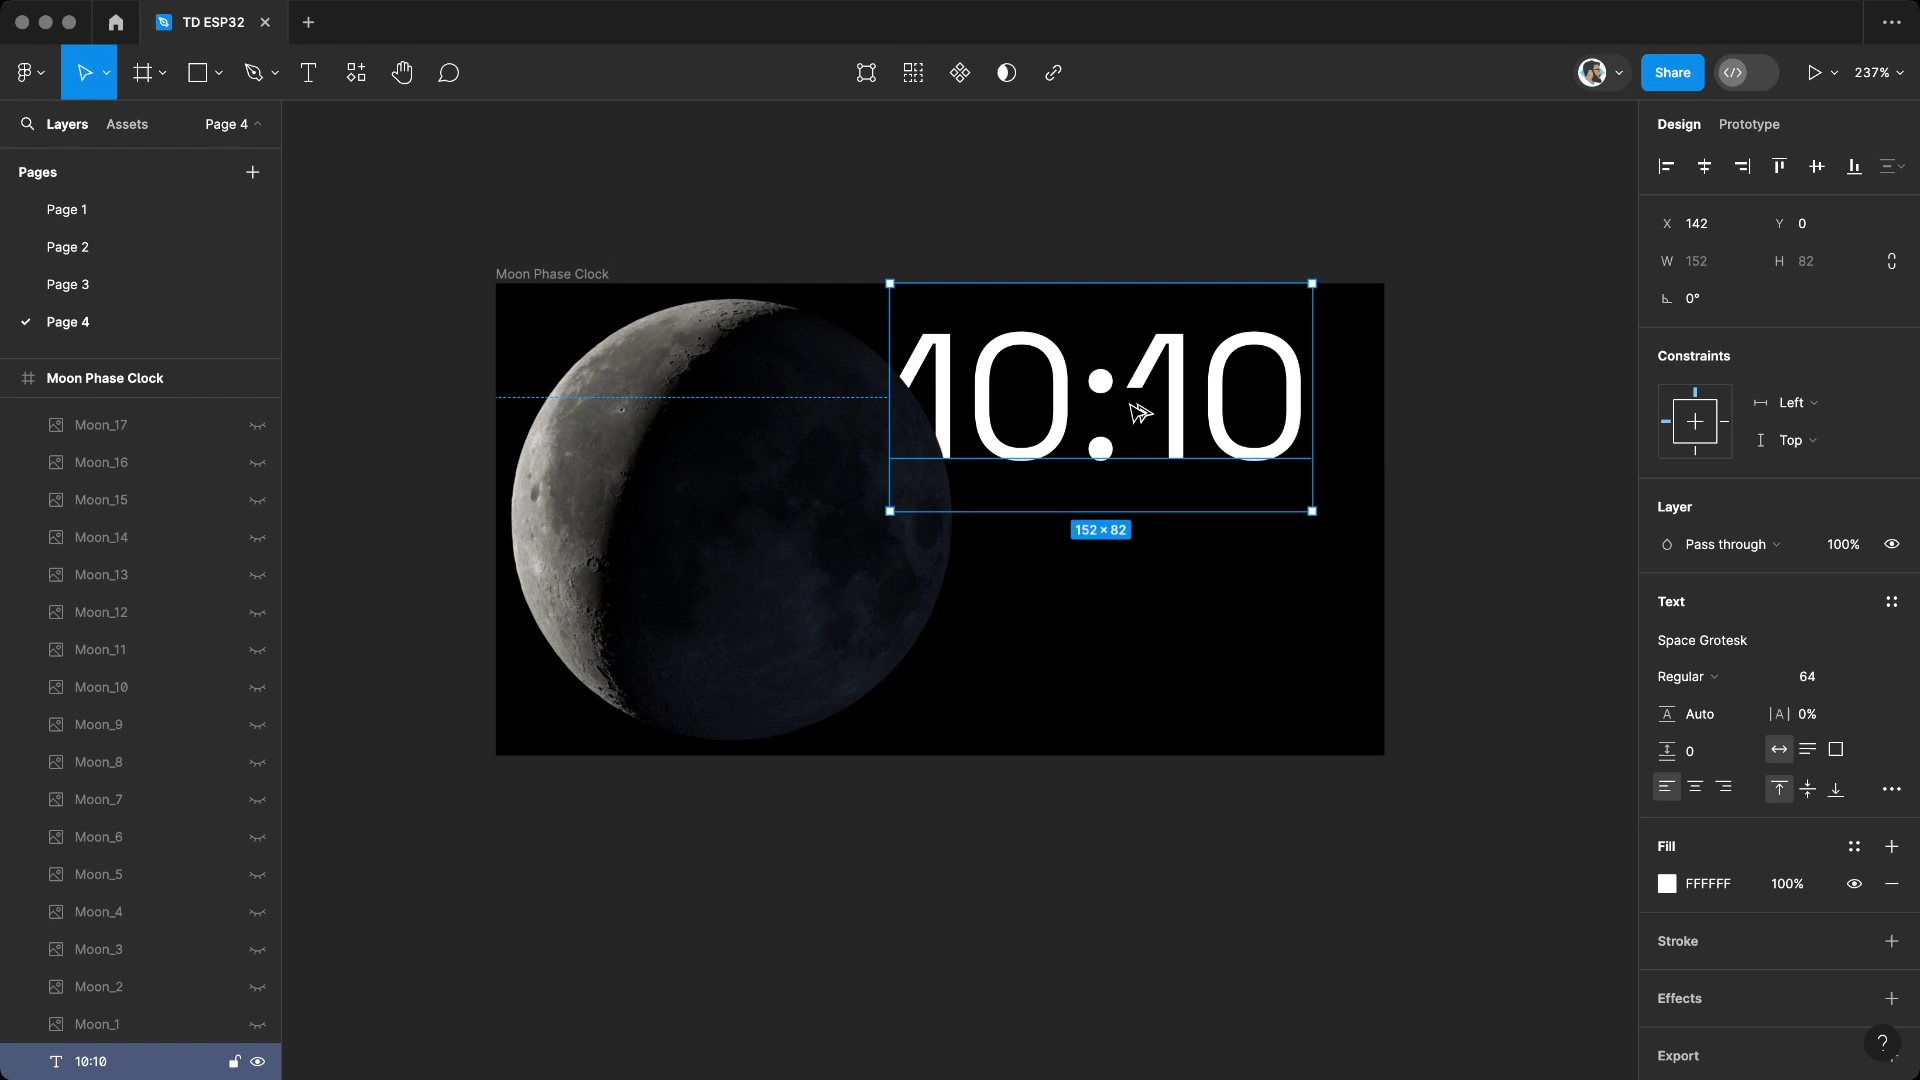 TD ESP32
Share
237%
Layers
Assets
Page 4
Pages
Page 1
Page 2
Page 3
Page 4
Moon Phase Clock
Moon_17
Moon_16
Moon_15
Moon_14
Moon_13
Moon_12
Moon_11
Moon_10
Moon_9
Moon_8
Moon_7
Moon_6
Moon_5
Moon_4
Moon_3
Moon_2
Moon_1
10:10
Moon Phase Clock
10:10
152 × 82
Design
Prototype
X 142
Y 0
W 152
H 82
0°
Constraints
Left
Top
Layer
Pass through
100%
Text
Space Grotesk
Regular
64
A Auto
|A| 0%
0
Fill
FFFFFF
100%
Stroke
Effects
?
Export